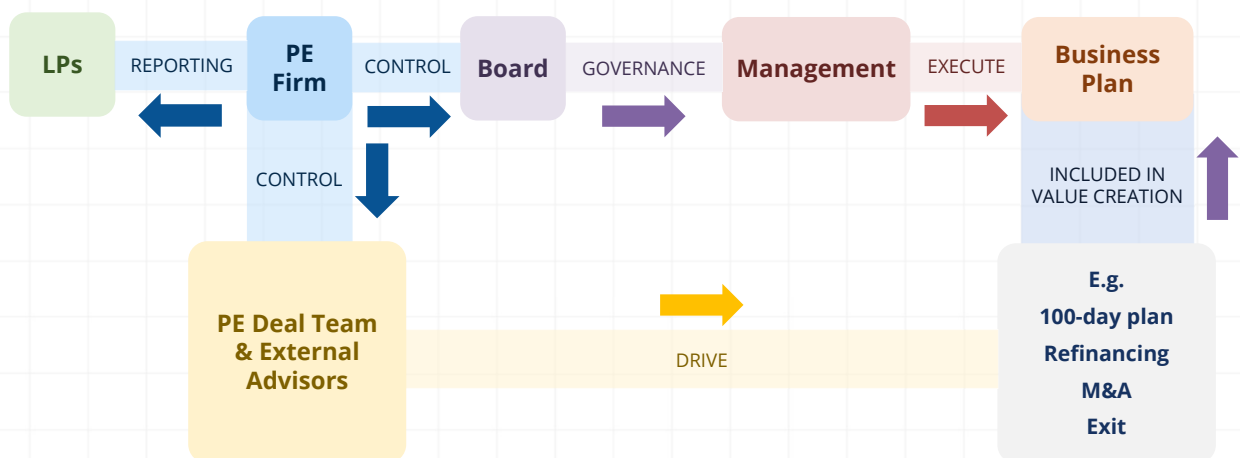 LPs
REPORTING
PE
Firm
CONTROL
Board
GOVERNANCE
Management
EXECUTE
Business
Plan
CONTROL
INCLUDED IN
VALUE CREATION
PE Deal Team
& External
Advisors
DRIVE
E.g.
100-day plan
Refinancing
M&A
Exit